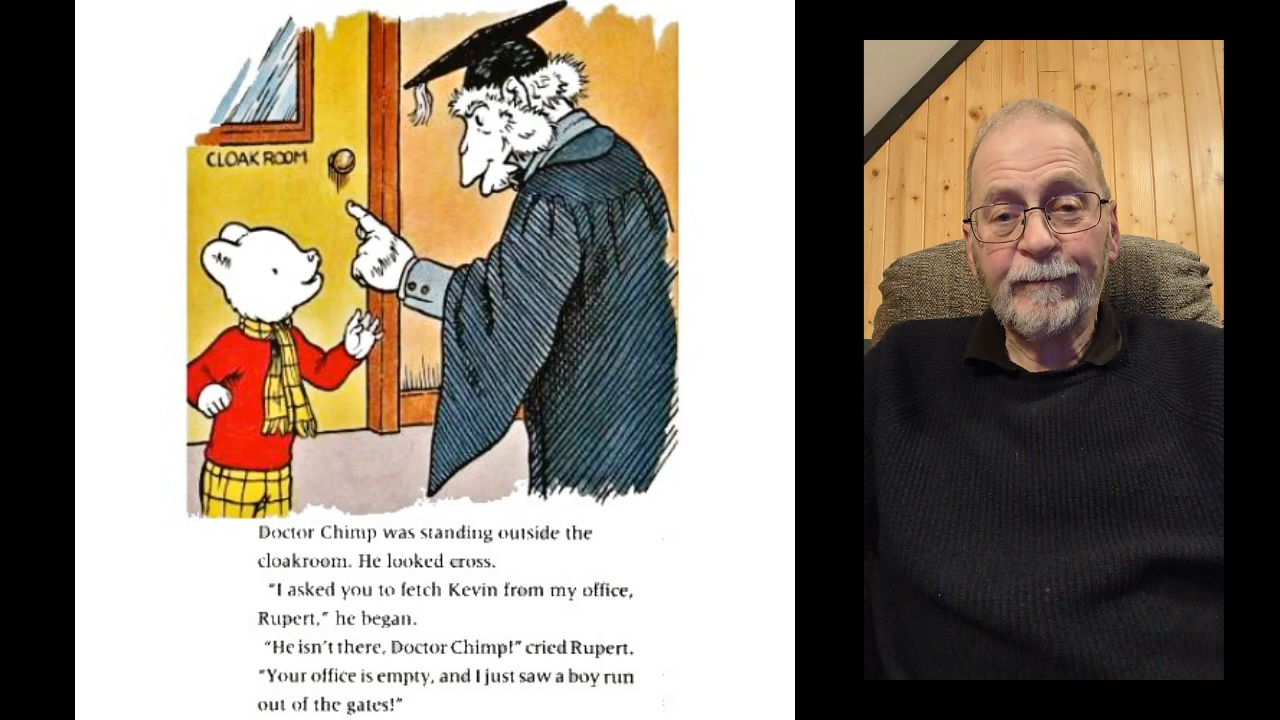 CLOAKROOM
Doctor Chimp was standing outside the
cloakroom. He looked cross.
"I asked you to fetch Kevin from my office,
Rupert," he began.
"He isn't there, Doctor Chimp!" cried Rupert.
"Your office is empty, and I just saw a boy run
out of the gates!"